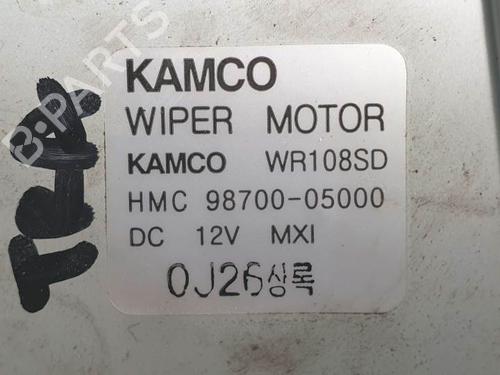 KAMCO
WIPER MOTOR
KAMCO WR108SD
HMC 98700-05000
DC 12V MXI
0J26상록
B-PARTS